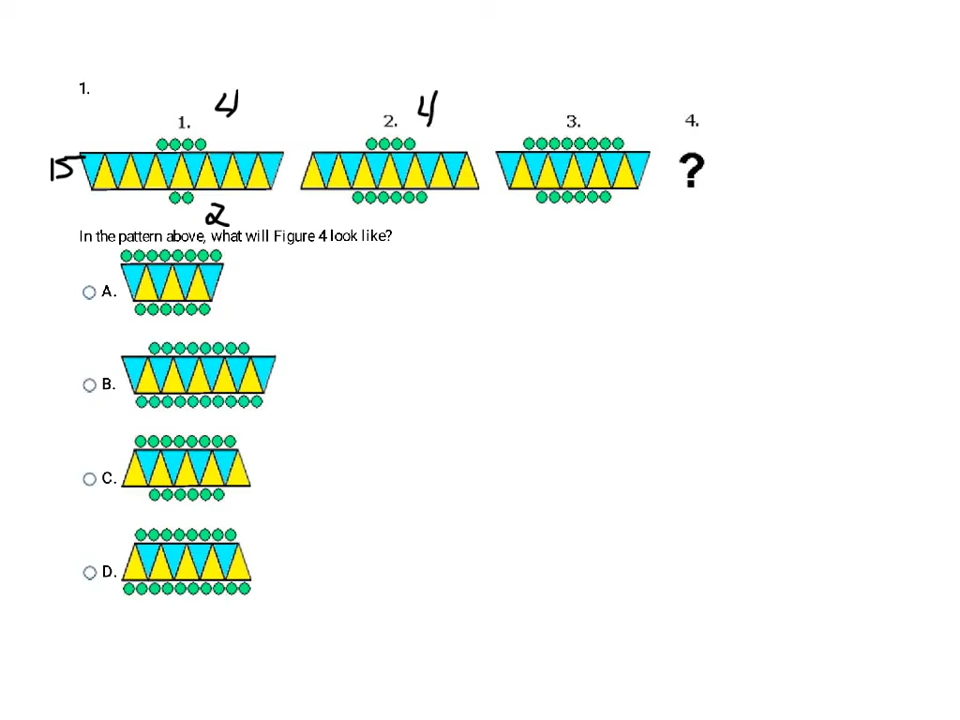 1.
4 4
1. 2. 3. 4.
15
?
2
In the pattern above, what will Figure 4 look like?
A.
B.
C.
D.